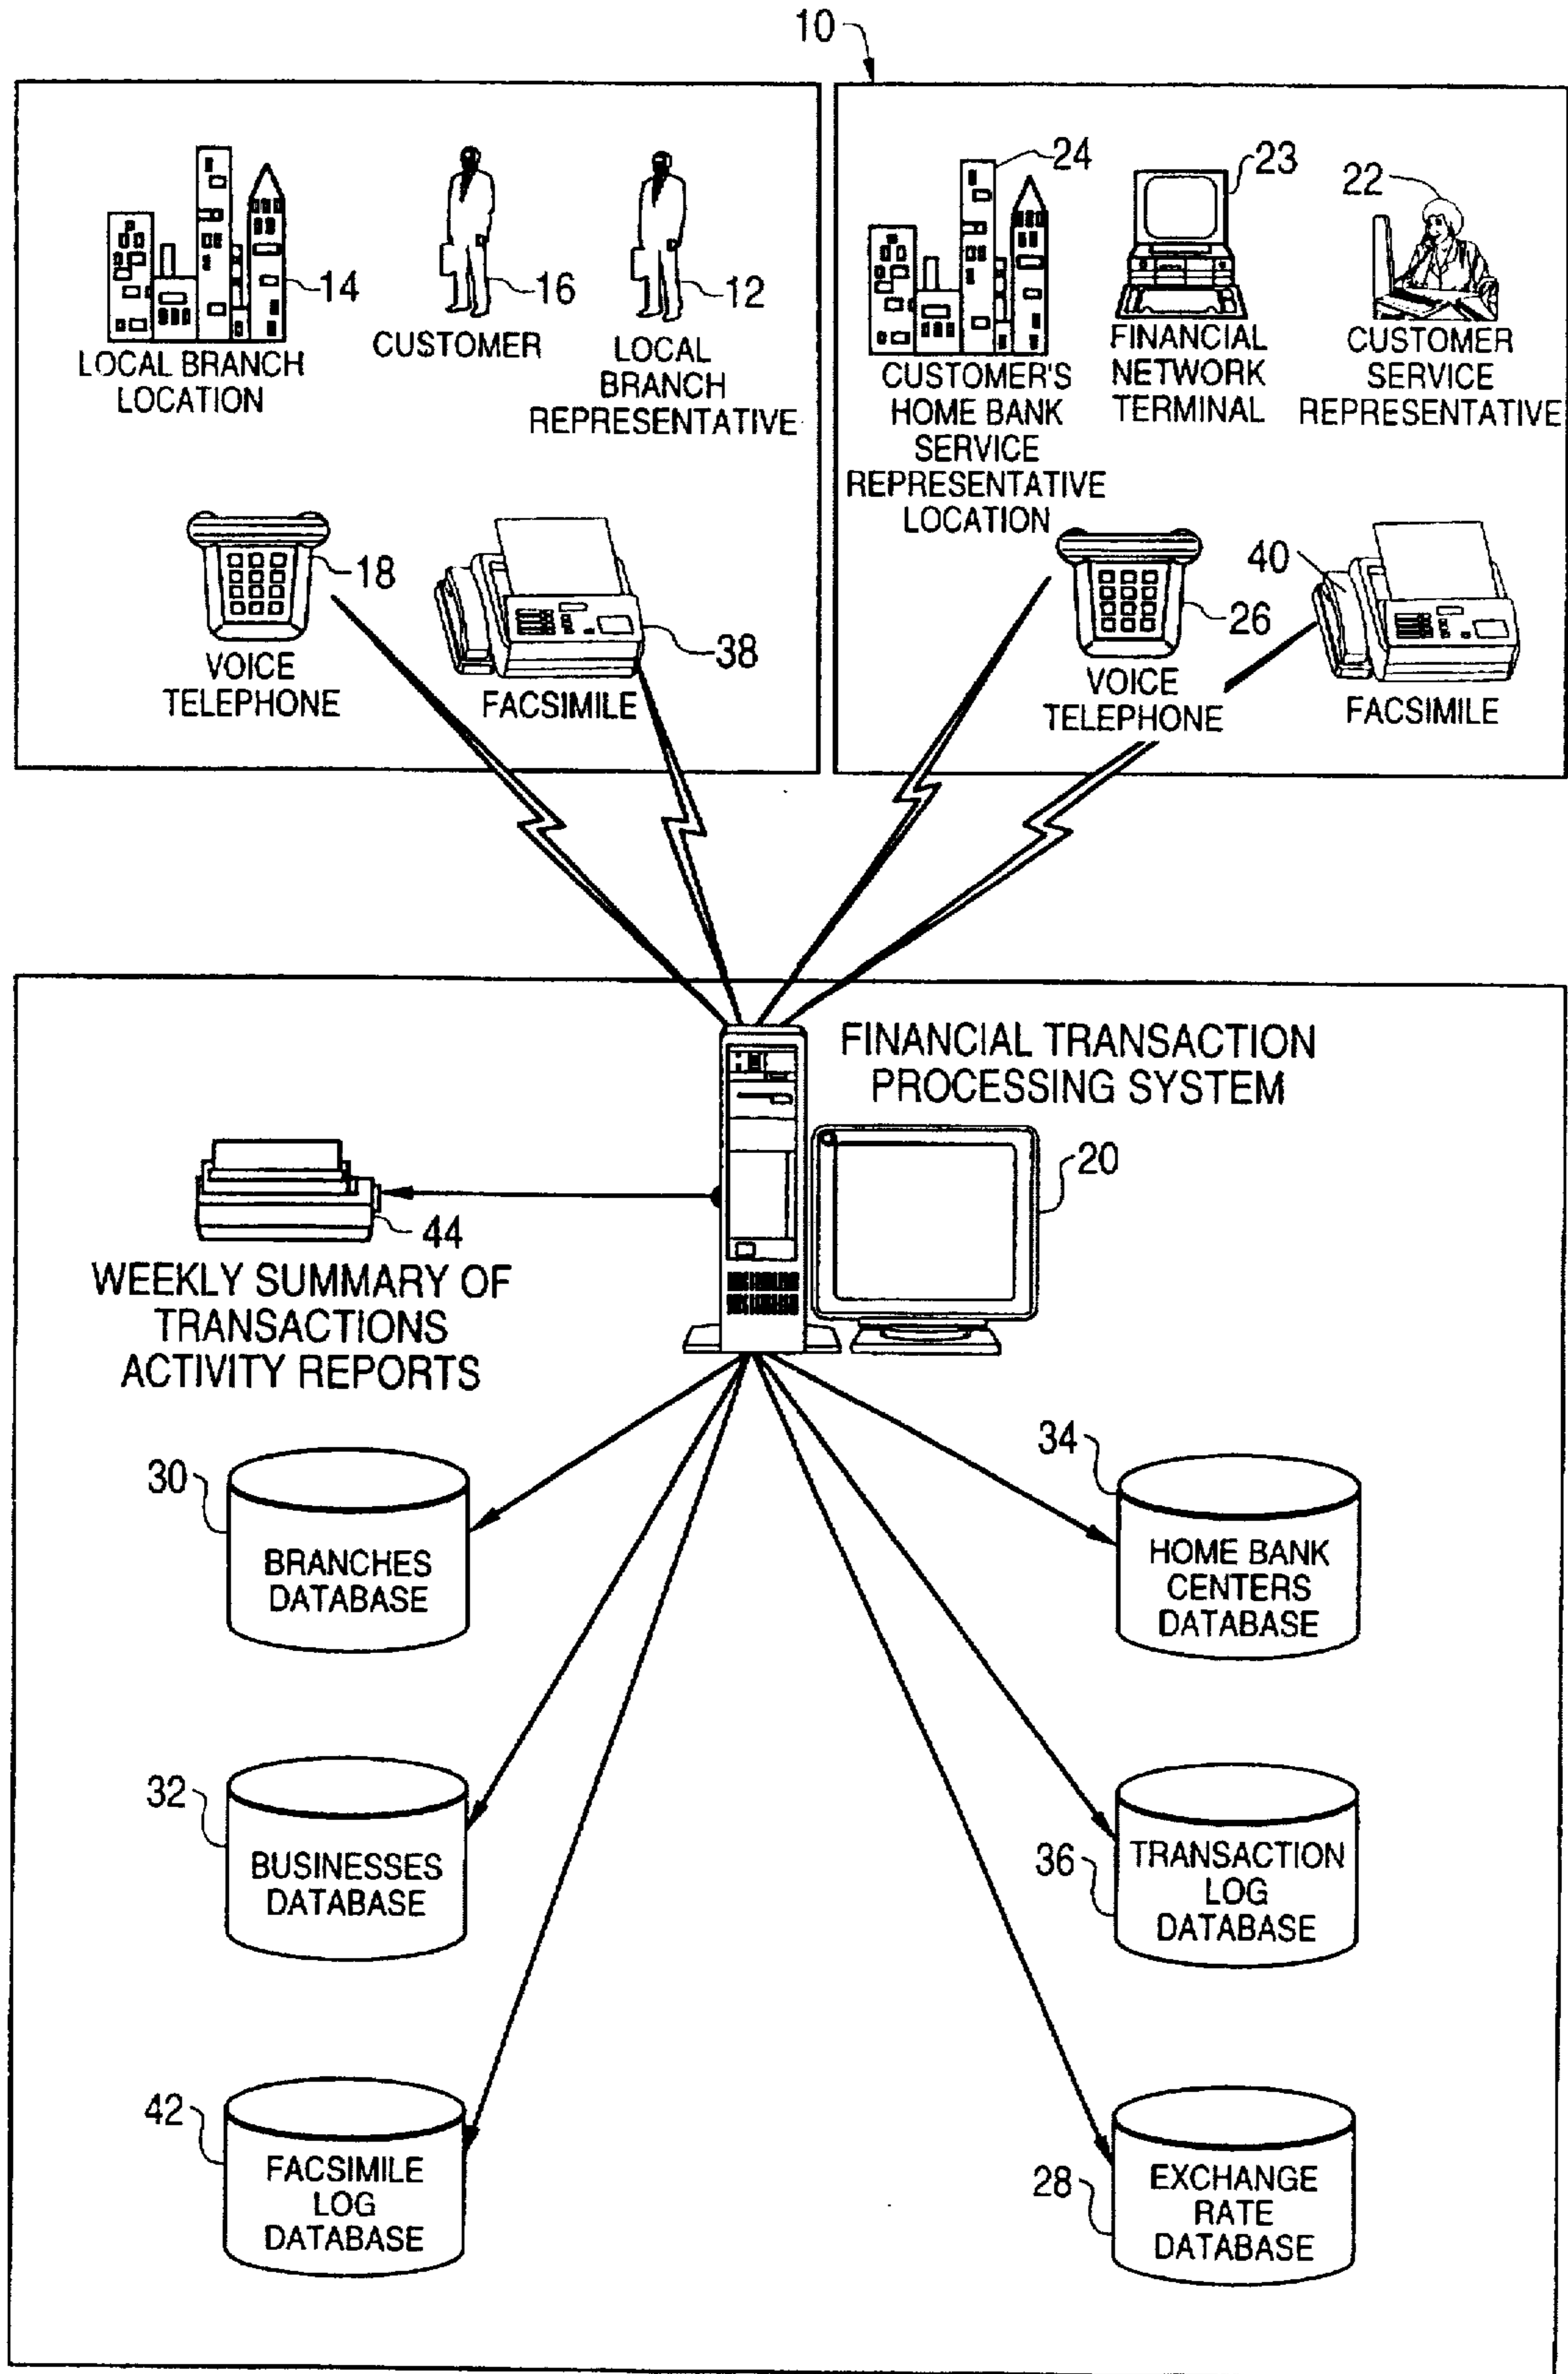 10
14
LOCAL BRANCH
LOCATION
16
CUSTOMER
12
LOCAL
BRANCH
REPRESENTATIVE
18
VOICE
TELEPHONE
38
FACSIMILE
24
CUSTOMER'S
HOME BANK
SERVICE
REPRESENTATIVE
LOCATION
23
FINANCIAL
NETWORK
TERMINAL
22
CUSTOMER
SERVICE
REPRESENTATIVE
26
VOICE
TELEPHONE
40
FACSIMILE
FINANCIAL TRANSACTION
PROCESSING SYSTEM
20
44
WEEKLY SUMMARY OF
TRANSACTIONS
ACTIVITY REPORTS
30
BRANCHES
DATABASE
34
HOME BANK
CENTERS
DATABASE
32
BUSINESSES
DATABASE
36
TRANSACTION
LOG
DATABASE
42
FACSIMILE
LOG
DATABASE
28
EXCHANGE
RATE
DATABASE